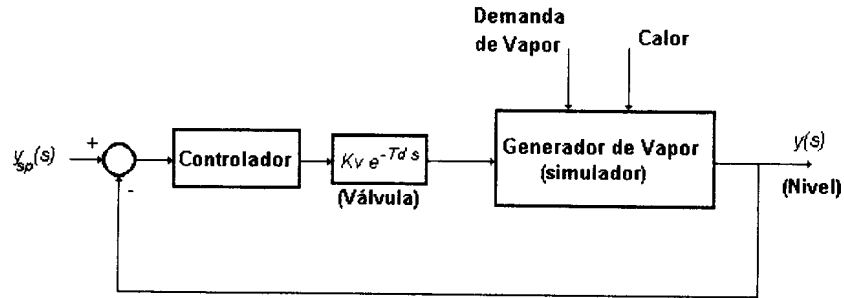 Demanda
de Vapor
Calor
y_sp(s)
+
-
Controlador
Kv e^-Td s
(Válvula)
Generador de Vapor
(simulador)
y(s)
(Nivel)